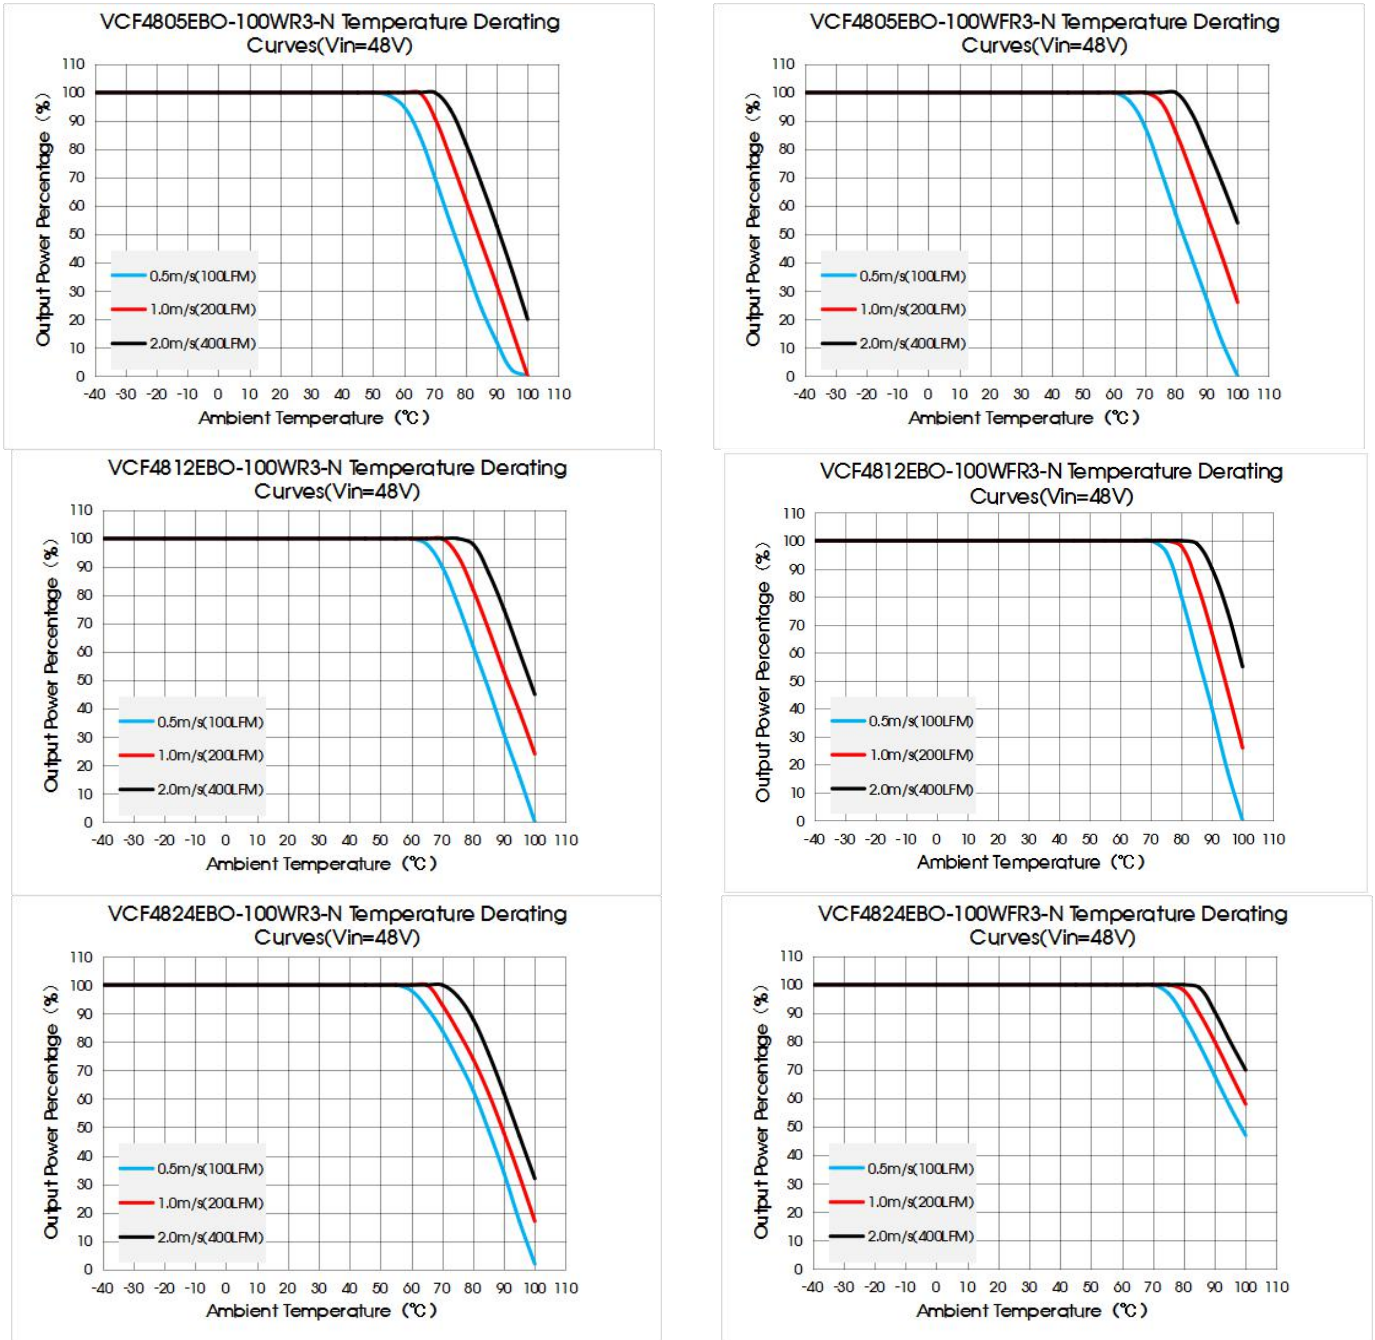 VCF4805EBO-100WR3-N Temperature Derating
Curves(Vin=48V)
Output Power Percentage (%)
110
100
90
80
70
60
50
40
30
20
10
0
0.5m/s(100LFM)
1.0m/s(200LFM)
2.0m/s(400LFM)
-40 -30 -20 -10 0 10 20 30 40 50 60 70 80 90 100 110
Ambient Temperature (℃)
VCF4805EBO-100WFR3-N Temperature Derating
Curves(Vin=48V)
Output Power Percentage (%)
110
100
90
80
70
60
50
40
30
20
10
0
0.5m/s(100LFM)
1.0m/s(200LFM)
2.0m/s(400LFM)
-40 -30 -20 -10 0 10 20 30 40 50 60 70 80 90 100 110
Ambient Temperature (℃)
VCF4812EBO-100WR3-N Temperature Derating
Curves(Vin=48V)
Output Power Percentage (%)
110
100
90
80
70
60
50
40
30
20
10
0
0.5m/s(100LFM)
1.0m/s(200LFM)
2.0m/s(400LFM)
-40 -30 -20 -10 0 10 20 30 40 50 60 70 80 90 100 110
Ambient Temperature (℃)
VCF4812EBO-100WFR3-N Temperature Derating
Curves(Vin=48V)
Output Power Percentage (%)
110
100
90
80
70
60
50
40
30
20
10
0
0.5m/s(100LFM)
1.0m/s(200LFM)
2.0m/s(400LFM)
-40 -30 -20 -10 0 10 20 30 40 50 60 70 80 90 100 110
Ambient Temperature (℃)
VCF4824EBO-100WR3-N Temperature Derating
Curves(Vin=48V)
Output Power Percentage (%)
110
100
90
80
70
60
50
40
30
20
10
0
0.5m/s(100LFM)
1.0m/s(200LFM)
2.0m/s(400LFM)
-40 -30 -20 -10 0 10 20 30 40 50 60 70 80 90 100 110
Ambient Temperature (℃)
VCF4824EBO-100WFR3-N Temperature Derating
Curves(Vin=48V)
Output Power Percentage (%)
110
100
90
80
70
60
50
40
30
20
10
0
0.5m/s(100LFM)
1.0m/s(200LFM)
2.0m/s(400LFM)
-40 -30 -20 -10 0 10 20 30 40 50 60 70 80 90 100 110
Ambient Temperature (℃)